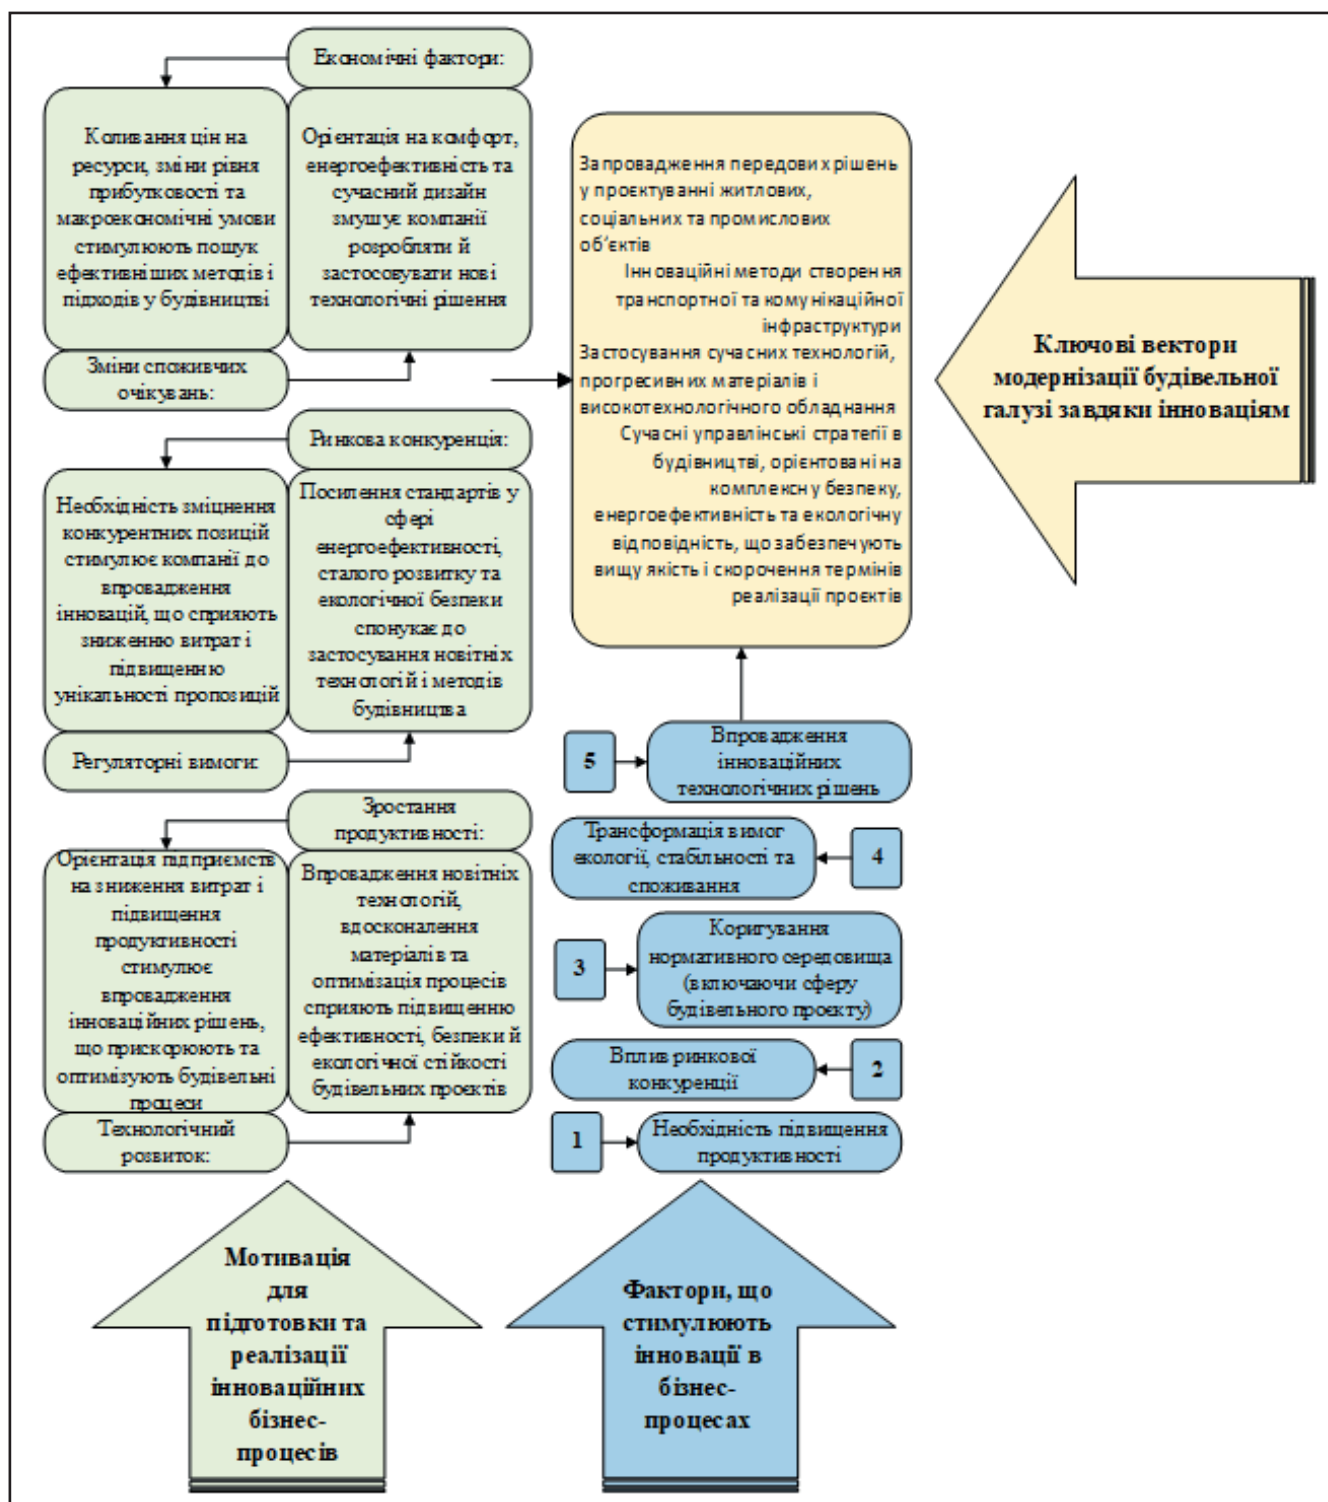 Економічні фактори:
Коливання цін на
ресурси, зміни рівня
прибутковості та
макроекономічні умови
стимулюють пошук
ефективніших методів і
підходів у будівництві
Орієнтація на комфорт,
енергоефективність та
сучасний дизайн
змушує компанії
розробляти й
застосовувати нові
технологічні рішення
Зміни споживчих
очікувань:
Ринкова конкуренція:
Необхідність зміцнення
конкурентних позицій
стимулює компанії до
впровадження
інновацій, що сприяють
зниженню витрат і
підвищенню
унікальності пропозицій
Посилення стандартів у
сфері
енергоефективності,
сталого розвитку та
екологічної безпеки
спонукає до
застосування новітніх
технологій і методів
будівництва
Регуляторні вимоги:
Зростання
продуктивності:
Орієнтація підприємств
на зниження витрат і
підвищення
продуктивності
стимулює
впровадження
інноваційних рішень,
що прискорюють та
оптимізують будівельні
процеси
Впровадження новітніх
технологій,
вдосконалення
матеріалів та
оптимізація процесів
сприяють підвищенню
ефективності, безпеки й
екологічної стійкості
будівельних проєктів
Технологічний
розвиток:
Мотивація
для
підготовки та
реалізації
інноваційних
бізнес-
процесів
Запровадження передових рішень
у проєктуванні житлових,
соціальних та промислових
об’єктів
Інноваційні методи створення
транспортної та комунікаційної
інфраструктури
Застосування сучасних технологій,
прогресивних матеріалів і
високотехнологічного обладнання
Сучасні управлінські стратегії в
будівництві, орієнтовані на
комплексну безпеку,
енергоефективність та екологічну
відповідність, що забезпечують
вищу якість і скорочення термінів
реалізації проєктів
5
Впровадження
інноваційних
технологічних рішень
Трансформація вимог
екології, стабільності та
споживання
4
3
Коригування
нормативного середовища
(включаючи сферу
будівельного проєкту)
Вплив ринкової
конкуренції
2
1
Необхідність підвищення
продуктивності
Фактори, що
стимулюють
інновації в
бізнес-
процесах
Ключові вектори
модернізації будівельної
галузі завдяки інноваціям